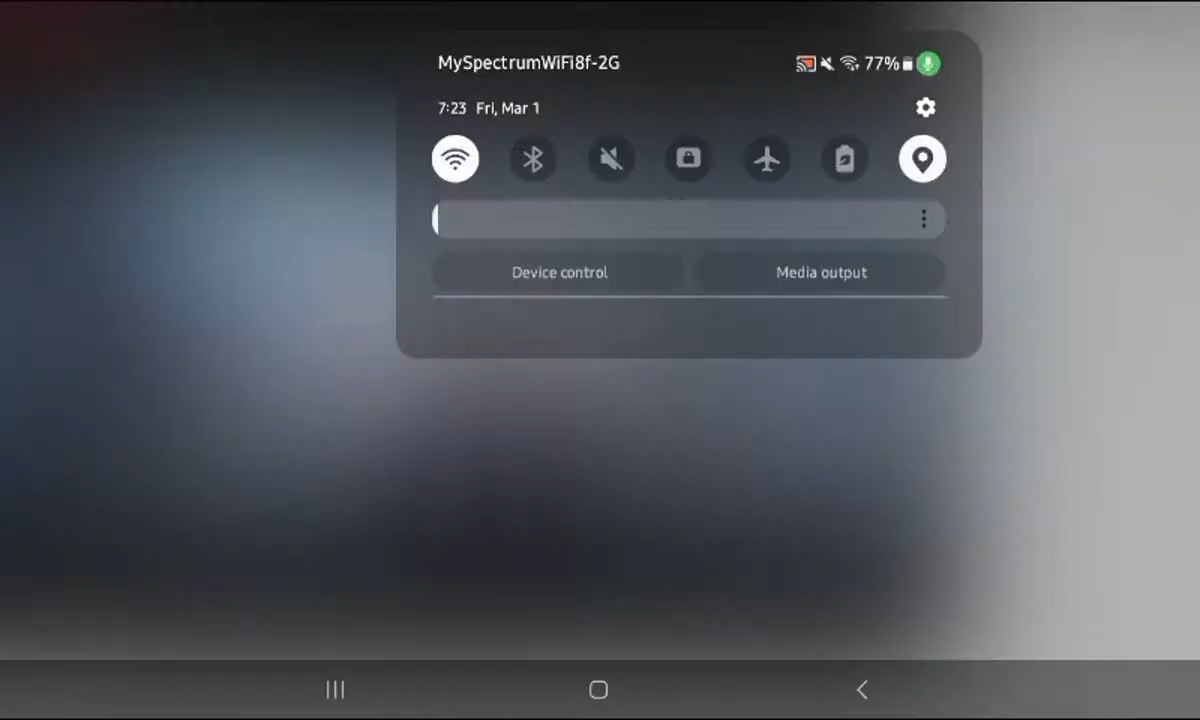 MySpectrumWiFi8f-2G 77%
7:23 Fri, Mar 1
Device control Media output